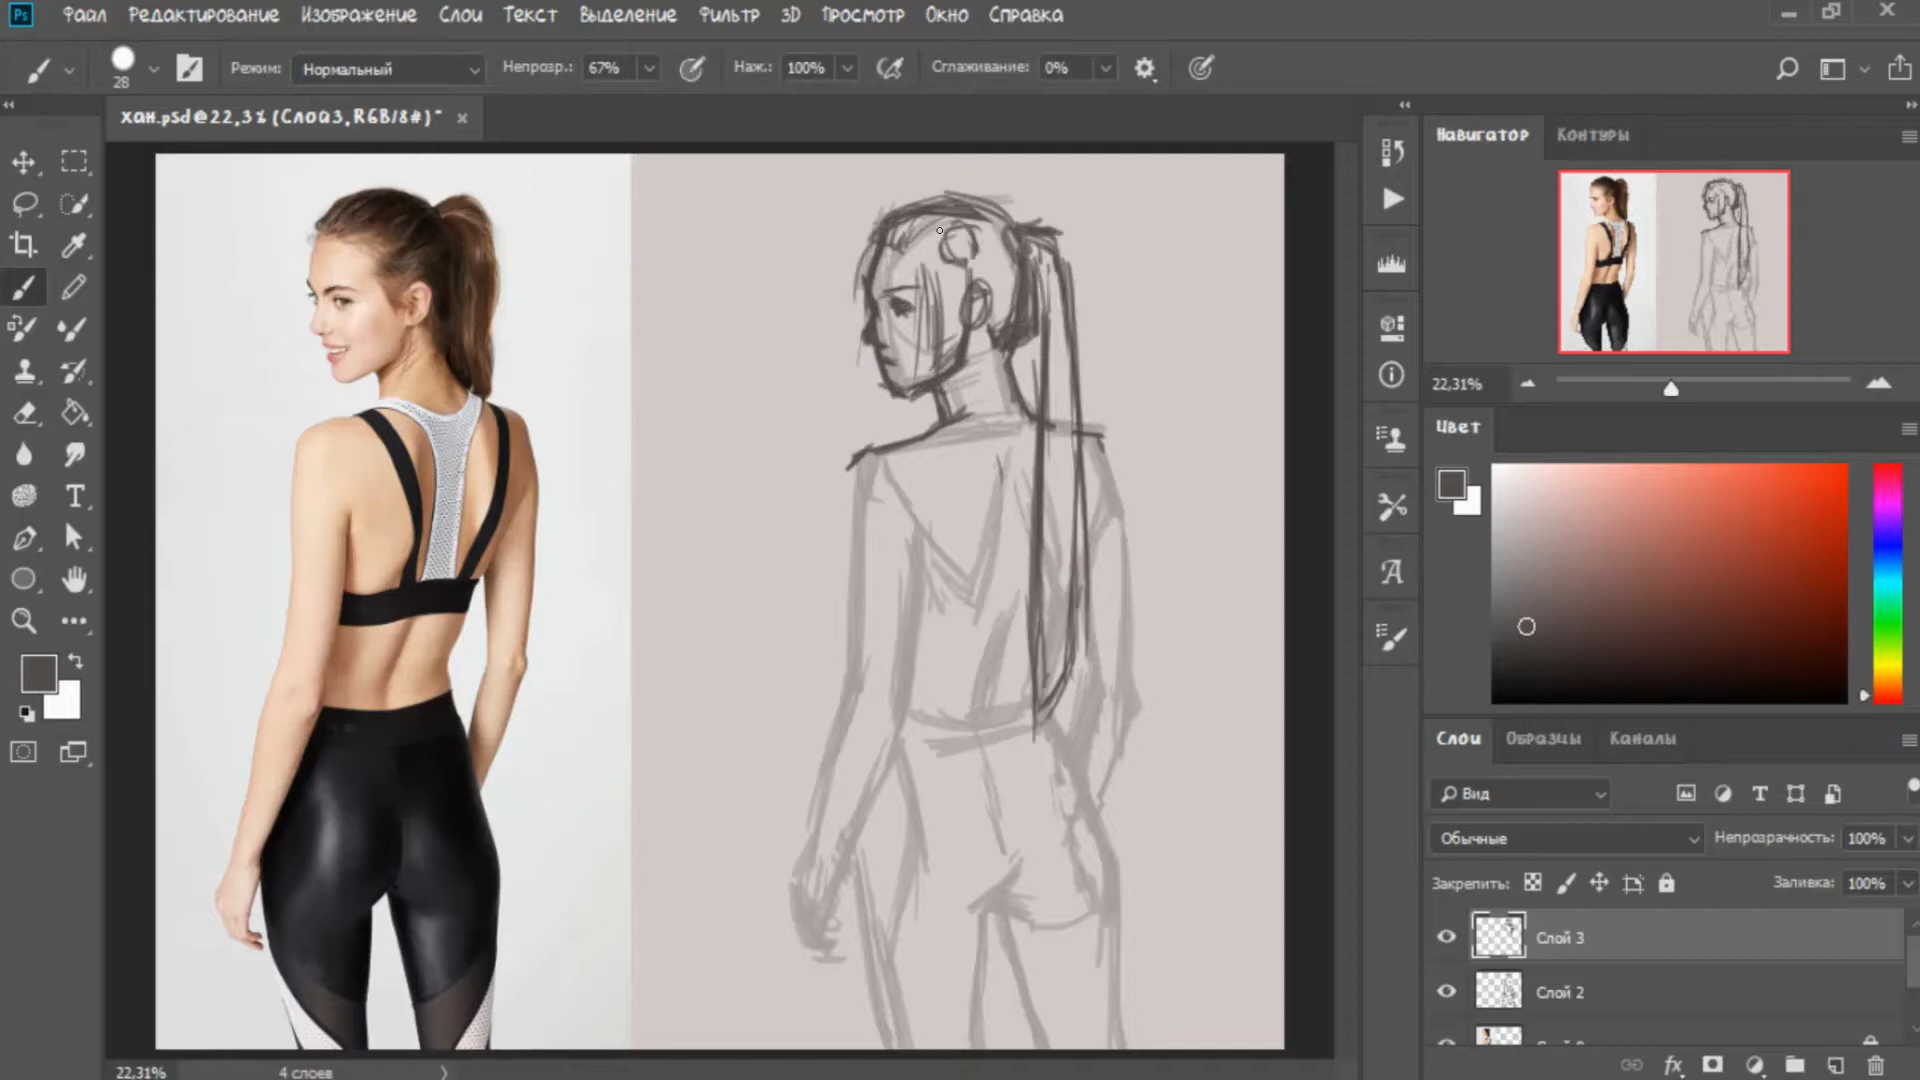 Ps Файл Редактирование Изображение Слои Текст Выделение Фильтр 3D Просмотр Окно Справка
28 Режим: Нормальный Непрозр.: 67% Наж.: 100% Сглаживание: 0%
хан.psd @ 22,3% (Слой 3, RGB/8#) *
Навигатор Контуры
22,31%
Цвет
Слои Образцы Каналы
Вид
Обычные Непрозрачность: 100%
Закрепить: Заливка: 100%
Слой 3
Слой 2
fx
22,31% 4 слоев